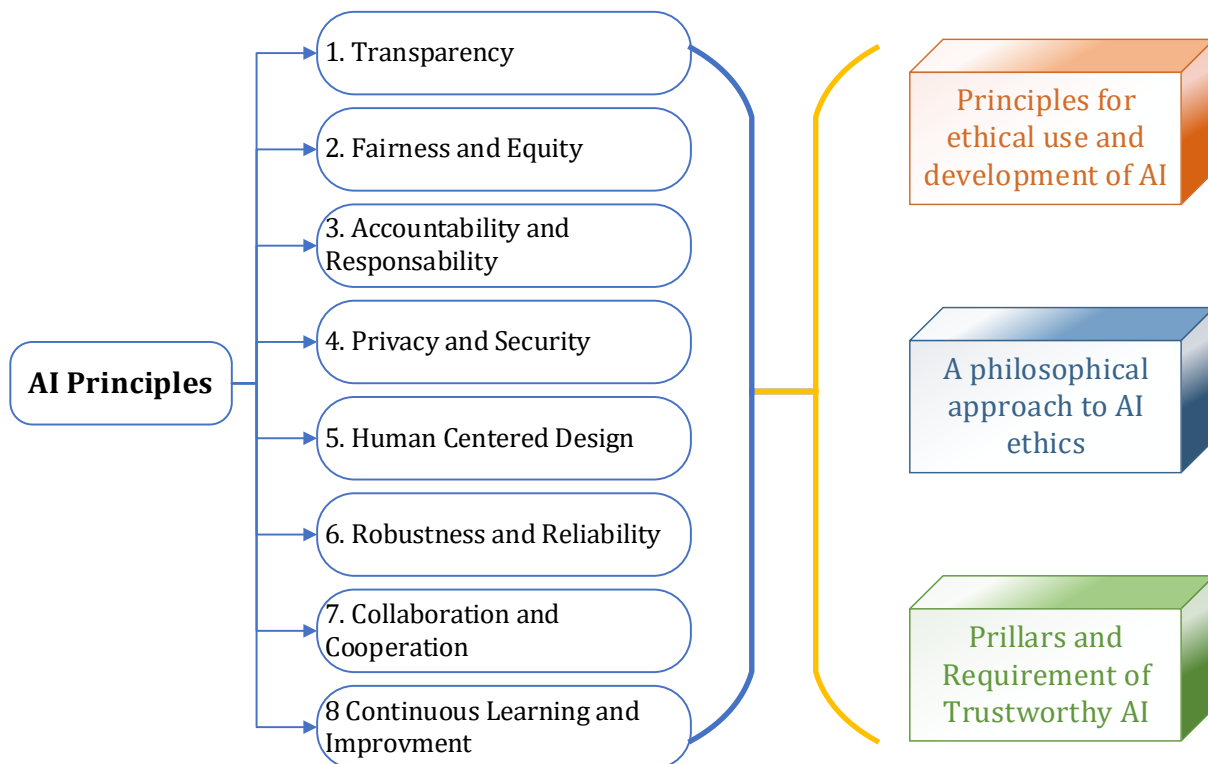 AI Principles
1. Transparency
2. Fairness and Equity
3. Accountability and
Responsability
4. Privacy and Security
5. Human Centered Design
6. Robustness and Reliability
7. Collaboration and
Cooperation
8 Continuous Learning and
Improvment
Principles for
ethical use and
development of AI
A philosophical
approach to AI
ethics
Prillars and
Requirement of
Trustworthy AI